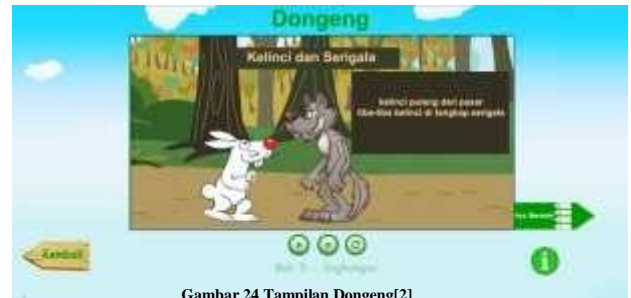 Dongeng
Kelinci dan Serigala
kelinci pulang dari pasar
tiba-tiba kelinci di tangkap serigala
Kembali
Gambar 24 Tampilan Dongeng[2]